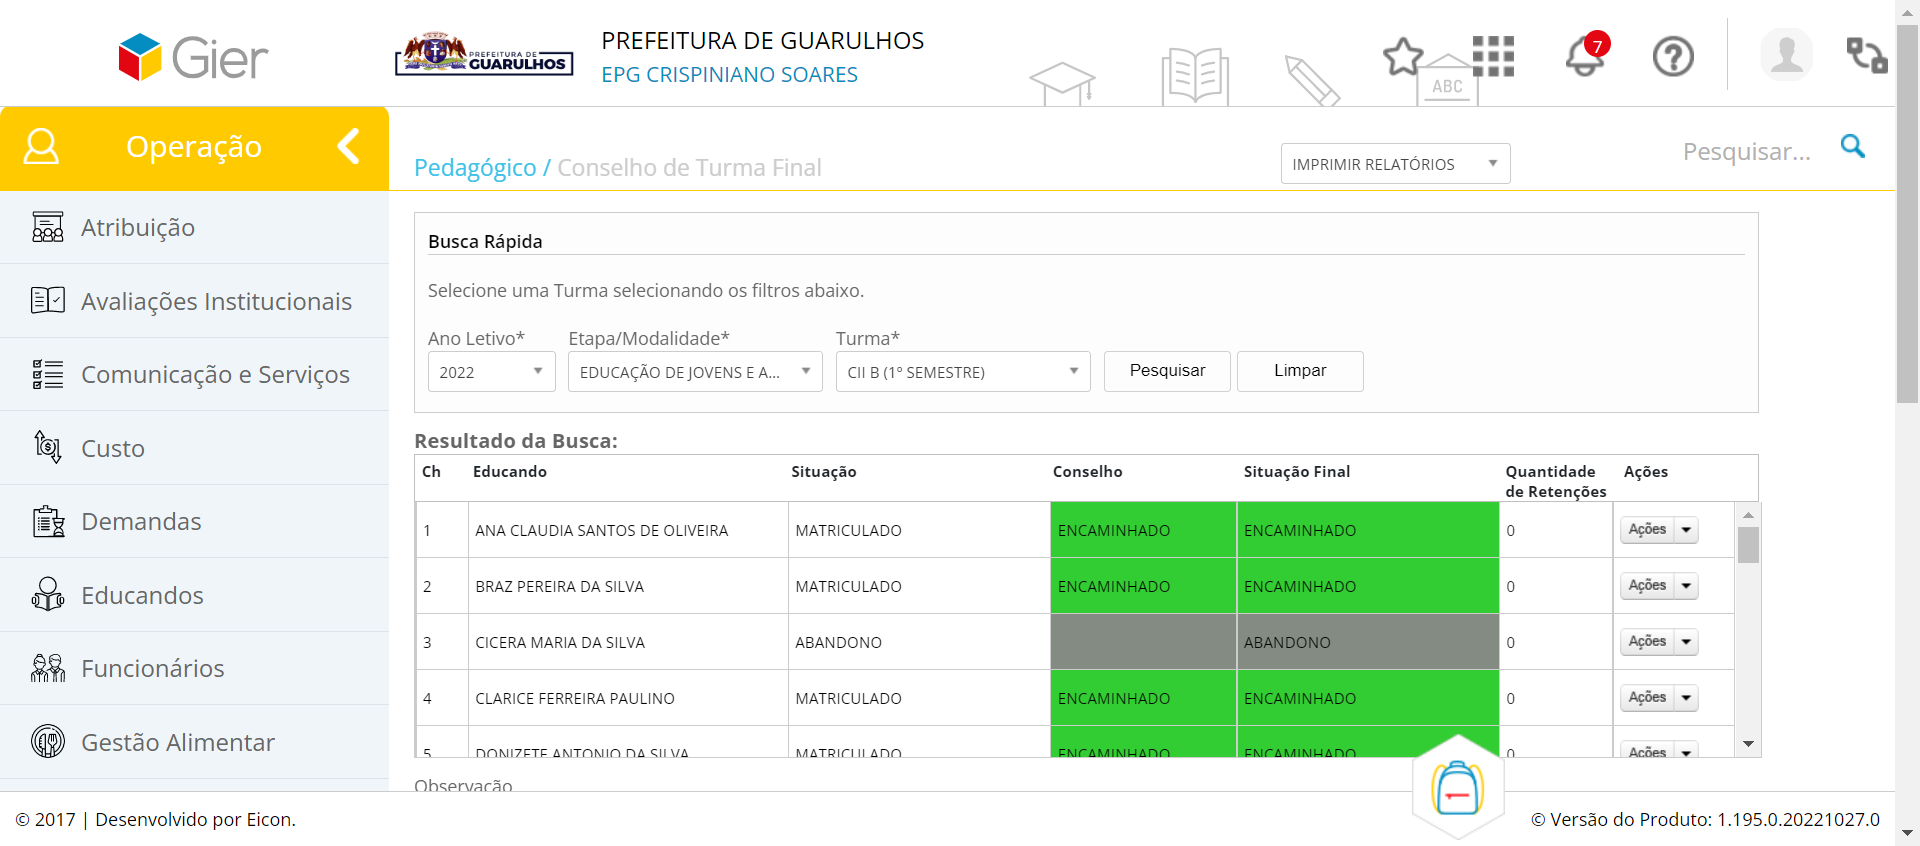 Gier
PREFEITURA DE
GUARULHOS
PREFEITURA DE GUARULHOS
EPG CRISPINIANO SOARES
ABC
7
Operação
Pedagógico / Conselho de Turma Final
IMPRIMIR RELATÓRIOS
Pesquisar...
Atribuição
Avaliações Institucionais
Comunicação e Serviços
Custo
Demandas
Educandos
Funcionários
Gestão Alimentar
Busca Rápida
Selecione uma Turma selecionando os filtros abaixo.
Ano Letivo* Etapa/Modalidade* Turma*
2022 EDUCAÇÃO DE JOVENS E A... CII B (1º SEMESTRE) Pesquisar Limpar
Resultado da Busca:
Ch Educando Situação Conselho Situação Final Quantidade de Retenções Ações
1 ANA CLAUDIA SANTOS DE OLIVEIRA MATRICULADO ENCAMINHADO ENCAMINHADO 0 Ações
2 BRAZ PEREIRA DA SILVA MATRICULADO ENCAMINHADO ENCAMINHADO 0 Ações
3 CICERA MARIA DA SILVA ABANDONO ABANDONO 0 Ações
4 CLARICE FERREIRA PAULINO MATRICULADO ENCAMINHADO ENCAMINHADO 0 Ações
5 DONIZETE ANTONIO DA SILVA MATRICULADO ENCAMINHADO ENCAMINHADO 0 Ações
Observação
© 2017 | Desenvolvido por Eicon.
© Versão do Produto: 1.195.0.20221027.0